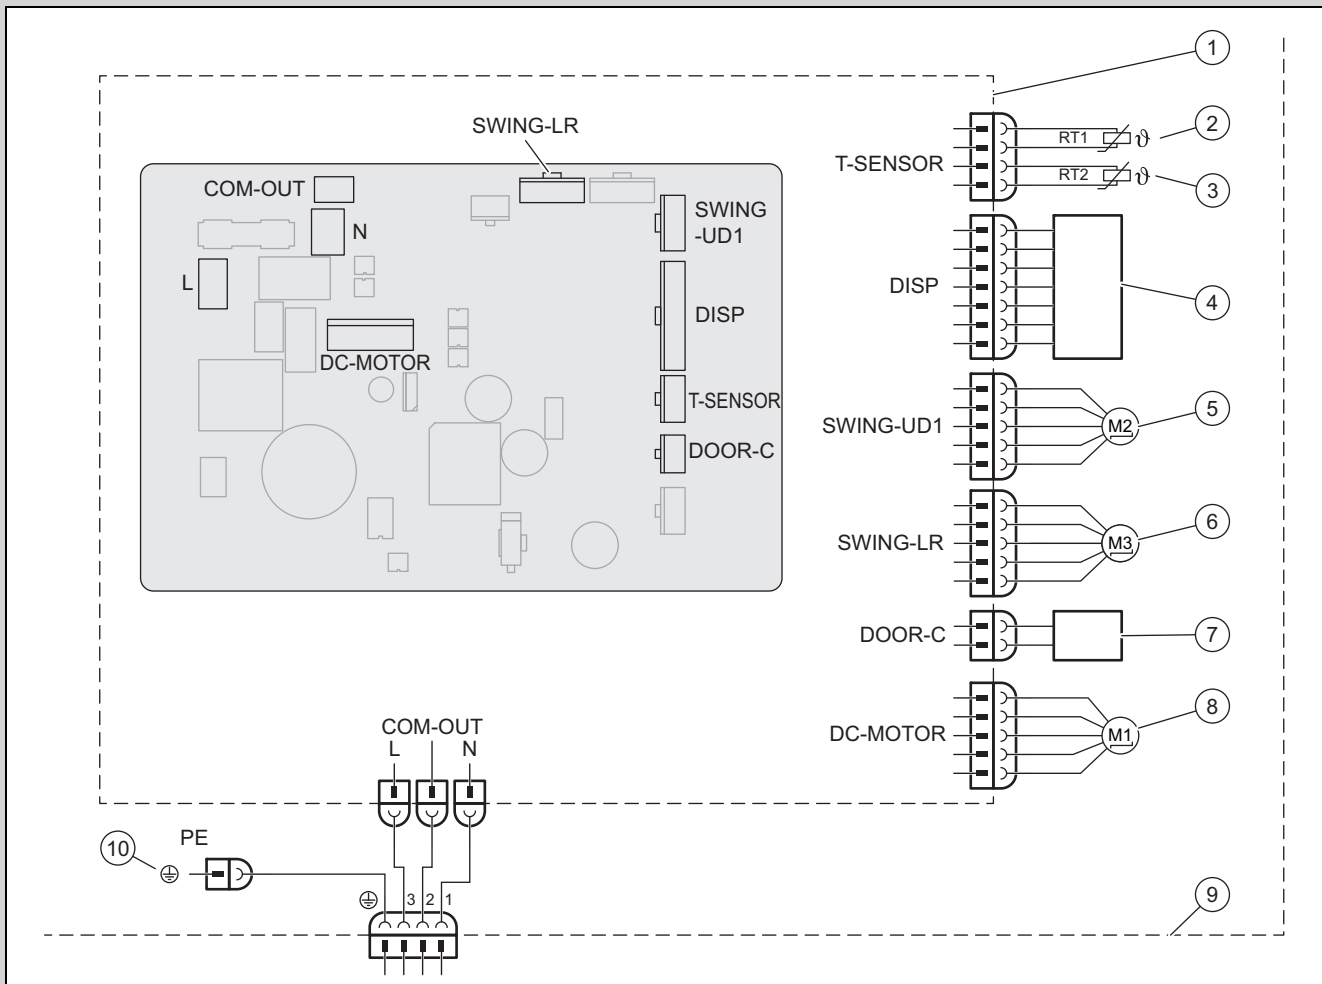 1
SWING-LR
RT1 ϑ
2
T-SENSOR
COM-OUT
RT2 ϑ
3
SWING
-UD1
N
L
DISP
DISP
4
DC-MOTOR
T-SENSOR
SWING-UD1
M2
5
DOOR-C
SWING-LR
M3
6
DOOR-C
7
DC-MOTOR
M1
8
COM-OUT
L N
PE
10
3 2 1
9